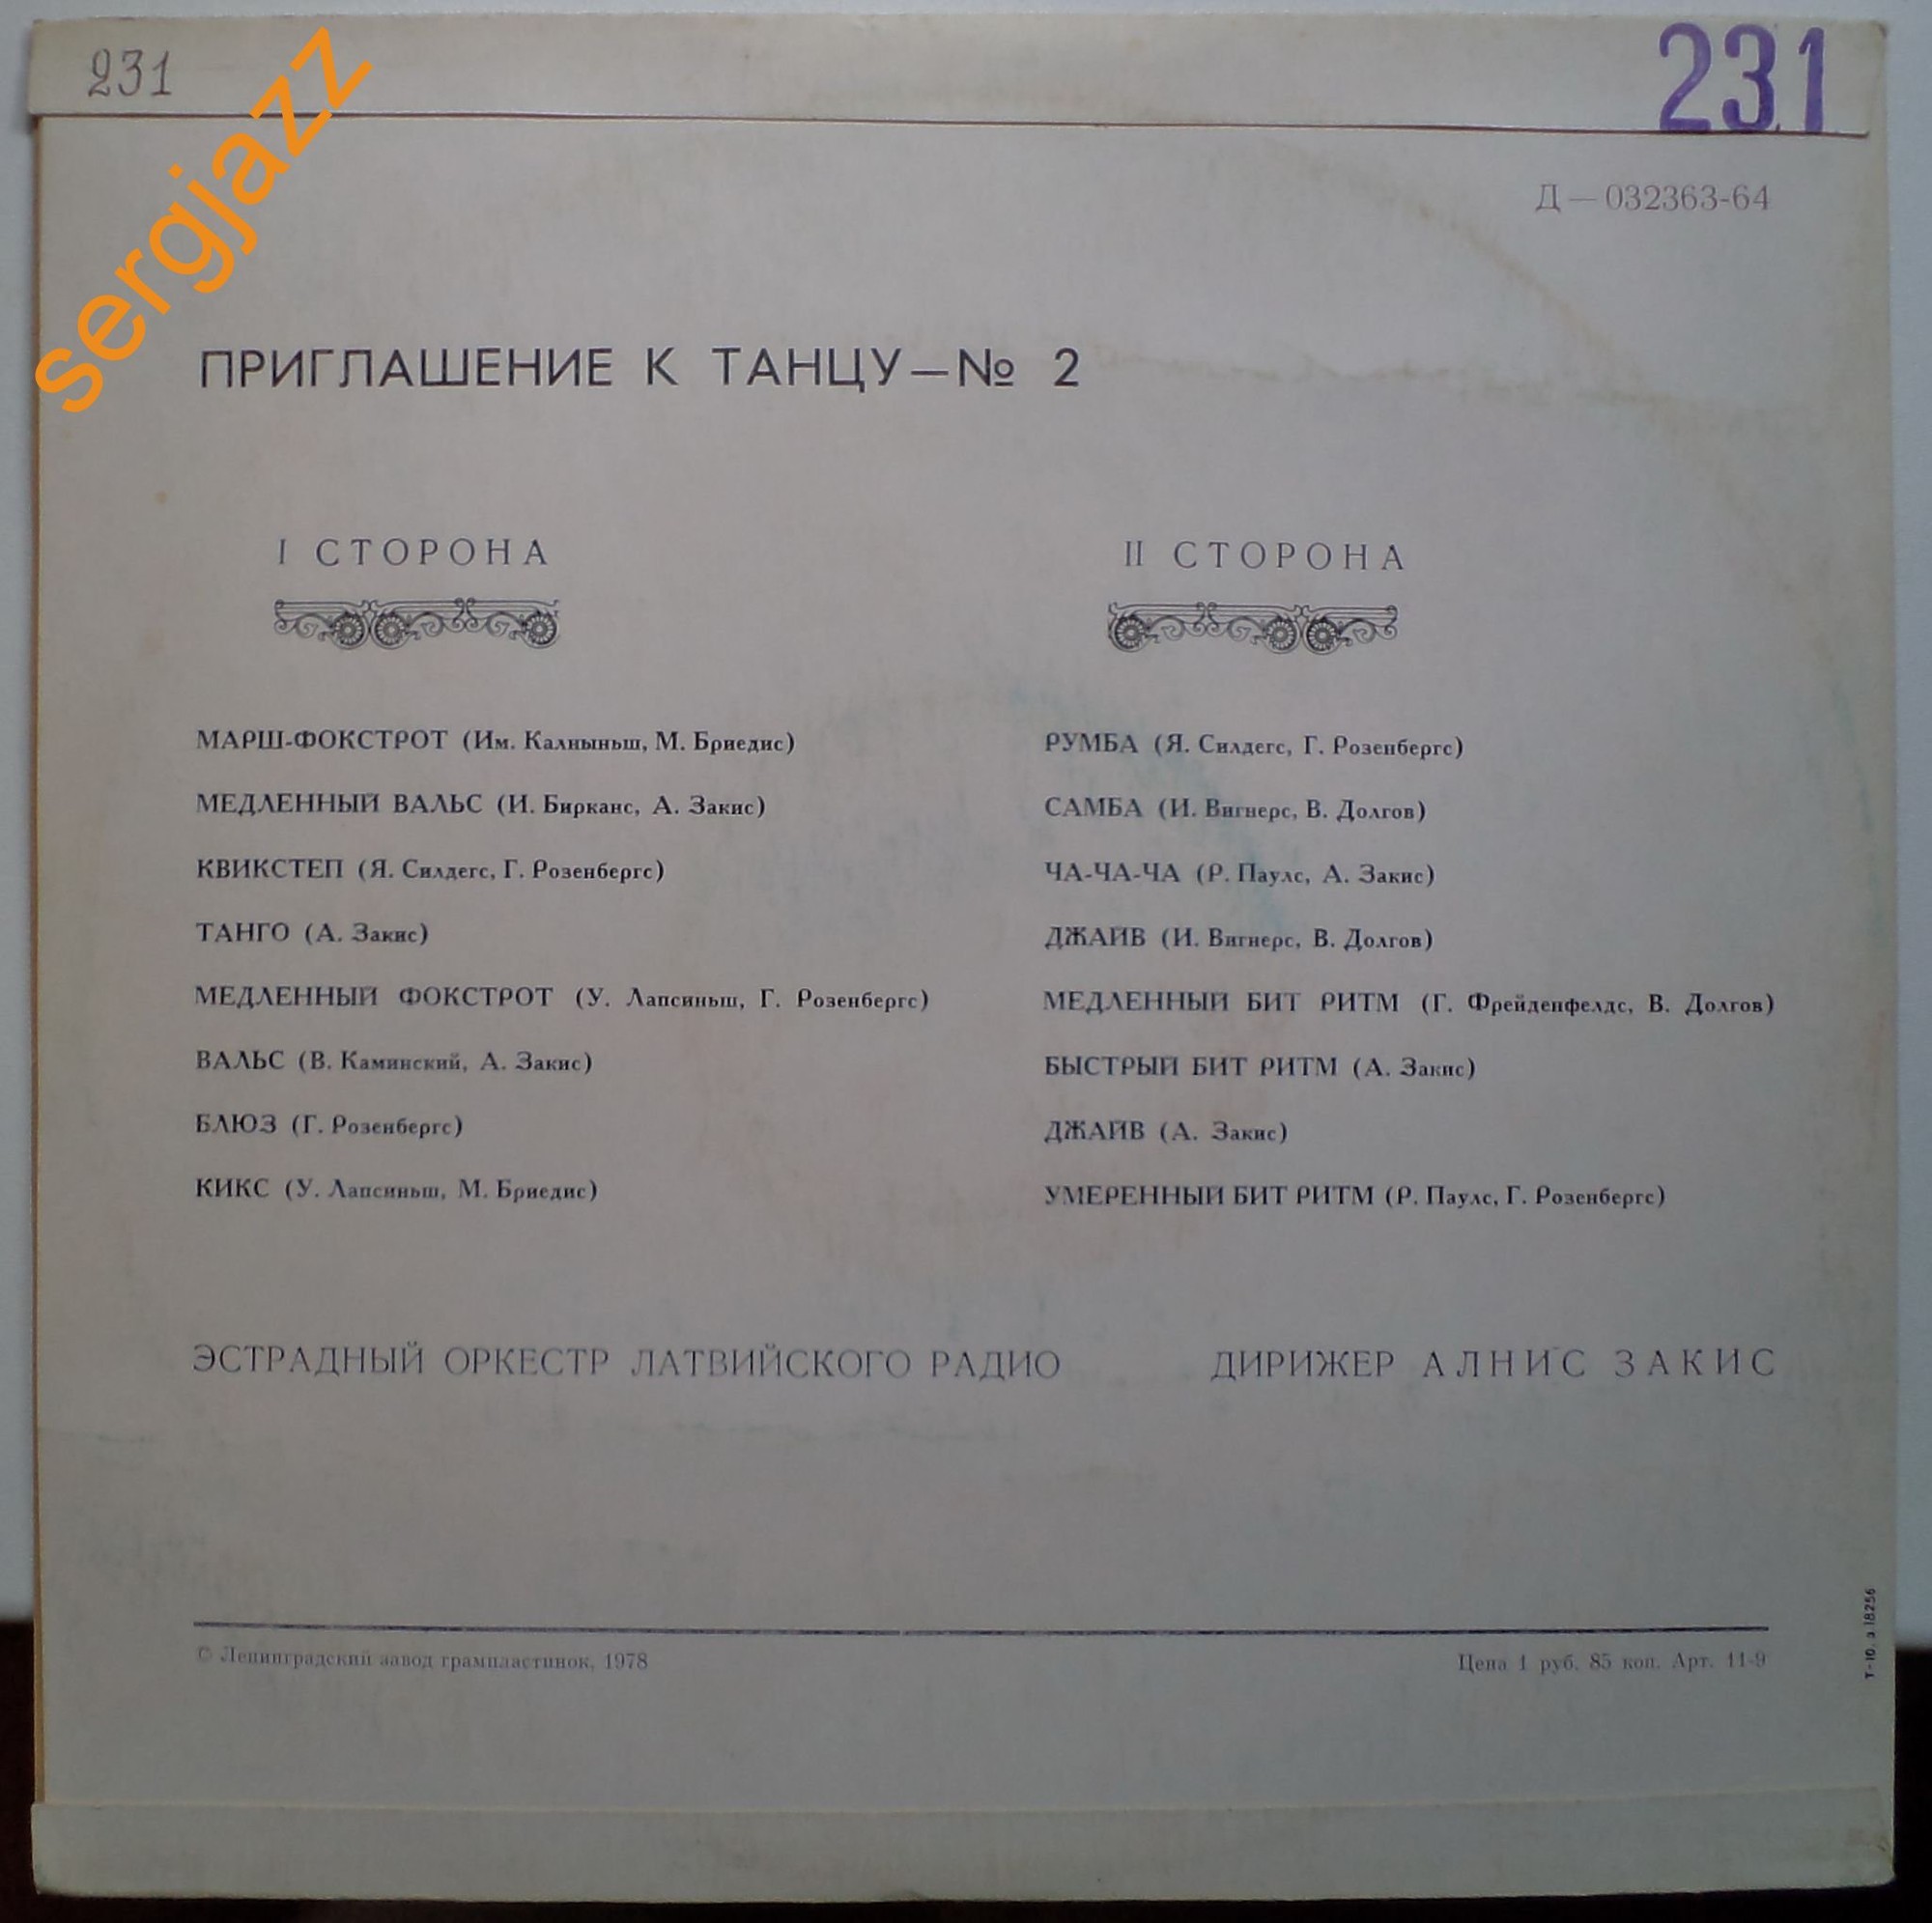 231
231
sergjazz
Д — 032363-64
ПРИГЛАШЕНИЕ К ТАНЦУ — № 2
I СТОРОНА
МАРШ-ФОКСТРОТ (Им. Калныньш, М. Бриедис)
МЕДЛЕННЫЙ ВАЛЬС (И. Бирканс, А. Закис)
КВИКСТЕП (Я. Силдегс, Г. Розенбергс)
ТАНГО (А. Закис)
МЕДЛЕННЫЙ ФОКСТРОТ (У. Лапсиньш, Г. Розенбергс)
ВАЛЬС (В. Каминский, А. Закис)
БЛЮЗ (Г. Розенбергс)
КИКС (У. Лапсиньш, М. Бриедис)
II СТОРОНА
РУМБА (Я. Силдегс, Г. Розенбергс)
САМБА (И. Вигнерс, В. Долгов)
ЧА-ЧА-ЧА (Р. Паулс, А. Закис)
ДЖАЙВ (И. Вигнерс, В. Долгов)
МЕДЛЕННЫЙ БИТ РИТМ (Г. Фрейденфелдс, В. Долгов)
БЫСТРЫЙ БИТ РИТМ (А. Закис)
ДЖАЙВ (А. Закис)
УМЕРЕННЫЙ БИТ РИТМ (Р. Паулс, Г. Розенбергс)
ЭСТРАДНЫЙ ОРКЕСТР ЛАТВИЙСКОГО РАДИО
ДИРИЖЕР АЛНИС ЗАКИС
© Ленинградский завод грампластинок, 1978
Цена 1 руб. 85 коп. Арт. 11-9
Т-10. з. 18256